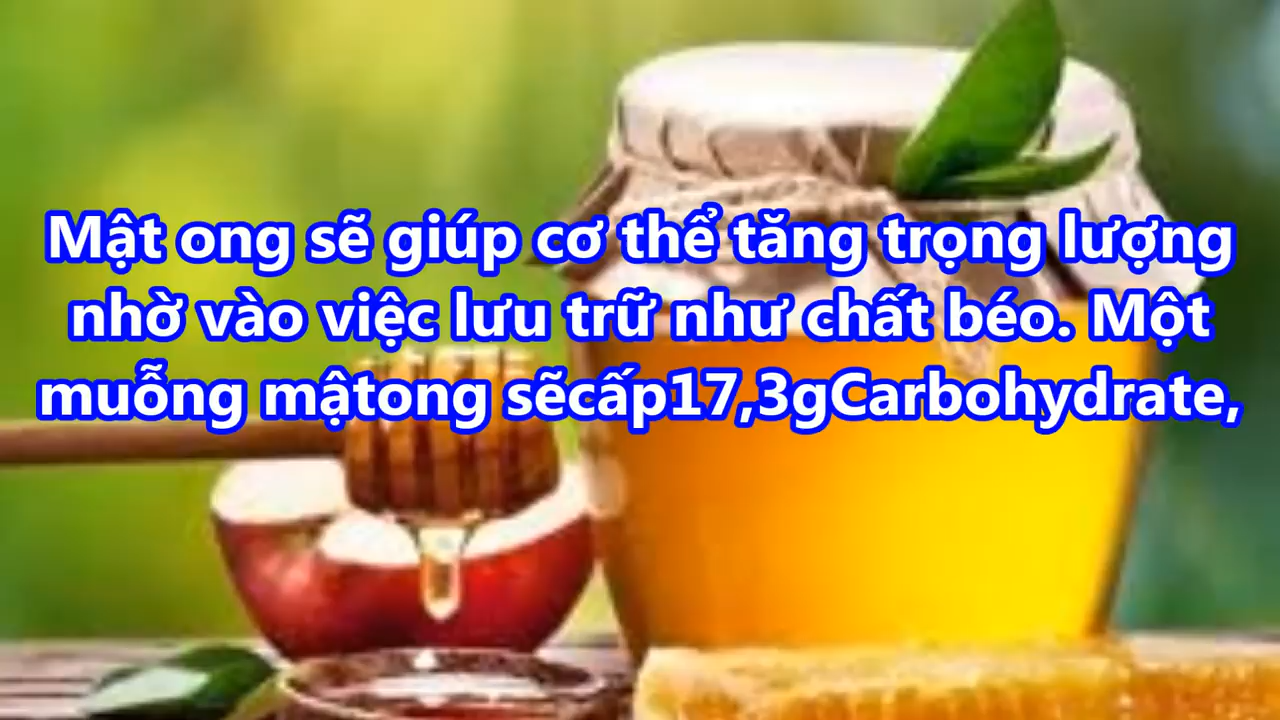 Mật ong sẽ giúp cơ thể tăng trọng lượng
nhờ vào việc lưu trữ như chất béo. Một
muỗng mậtong sẽcấp17,3gCarbohydrate,